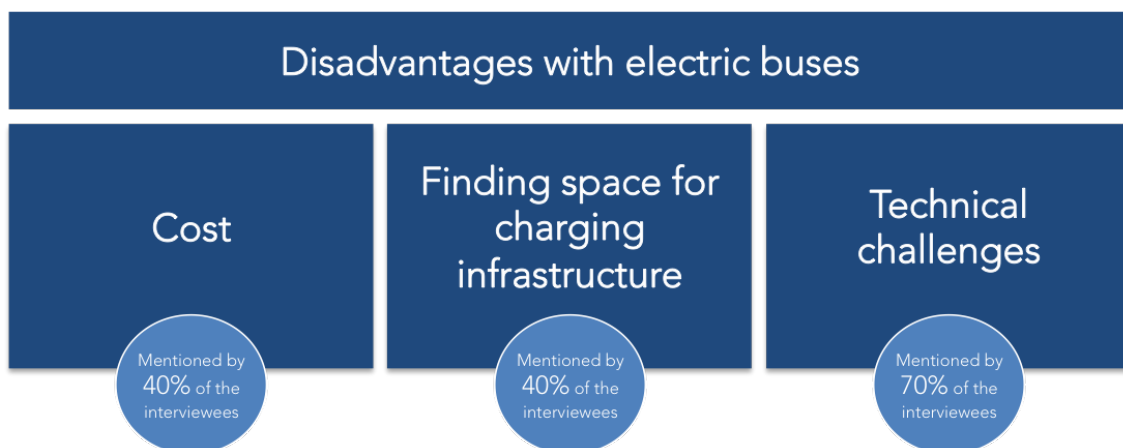 Disadvantages with electric buses
Cost
Finding space for
charging
infrastructure
Technical
challenges
Mentioned by
40% of the
interviewees
Mentioned by
40% of the
interviewees
Mentioned by
70% of the
interviewees